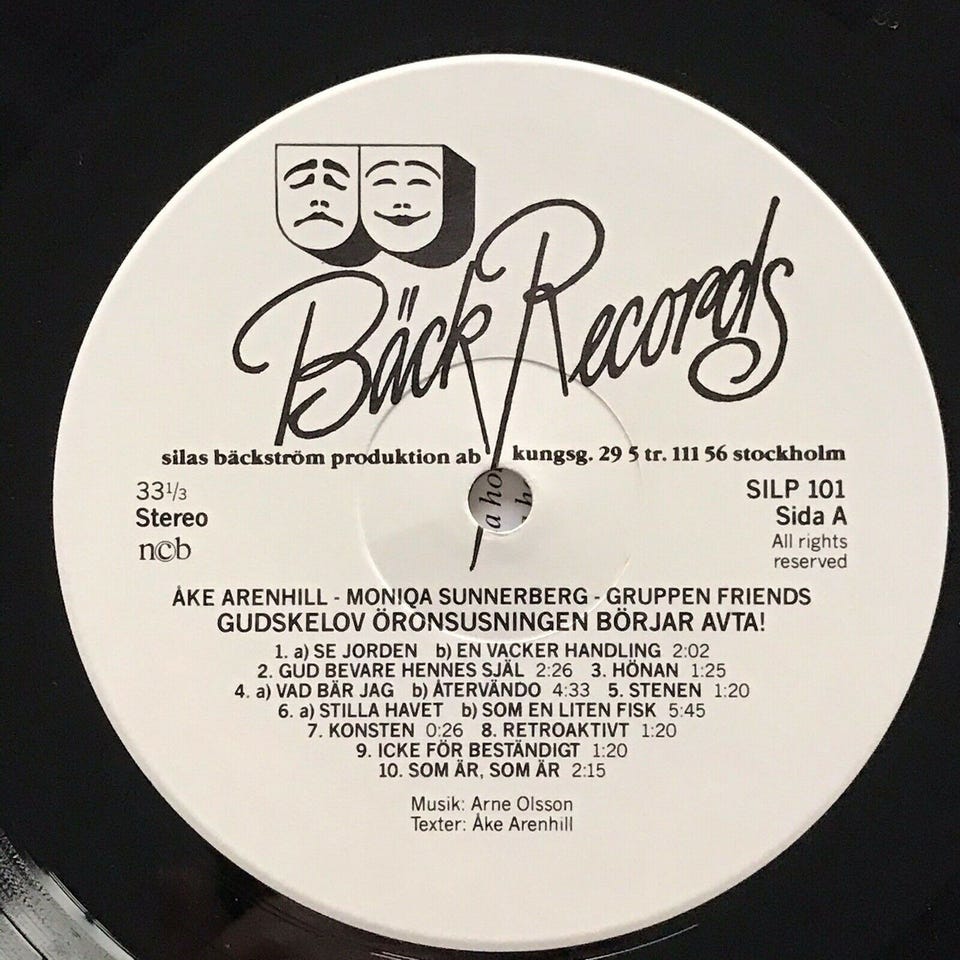 Bäck Records
silas bäckström produktion ab kungsg. 29 5 tr. 111 56 stockholm
33 1/3
Stereo
ncb
SILP 101
Sida A
All rights
reserved
a ho
h
ÅKE ARENHILL - MONIQA SUNNERBERG - GRUPPEN FRIENDS
GUDSKELOV ÖRONSUSNINGEN BÖRJAR AVTA!
1. a) SE JORDEN b) EN VACKER HANDLING 2:02
2. GUD BEVARE HENNES SJÄL 2:26 3. HÖNAN 1:25
4. a) VAD BÄR JAG b) ÅTERVÄNDO 4:33 5. STENEN 1:20
6. a) STILLA HAVET b) SOM EN LITEN FISK 5:45
7. KONSTEN 0:26 8. RETROAKTIVT 1:20
9. ICKE FÖR BESTÄNDIGT 1:20
10. SOM ÄR, SOM ÄR 2:15
Musik: Arne Olsson
Texter: Åke Arenhill